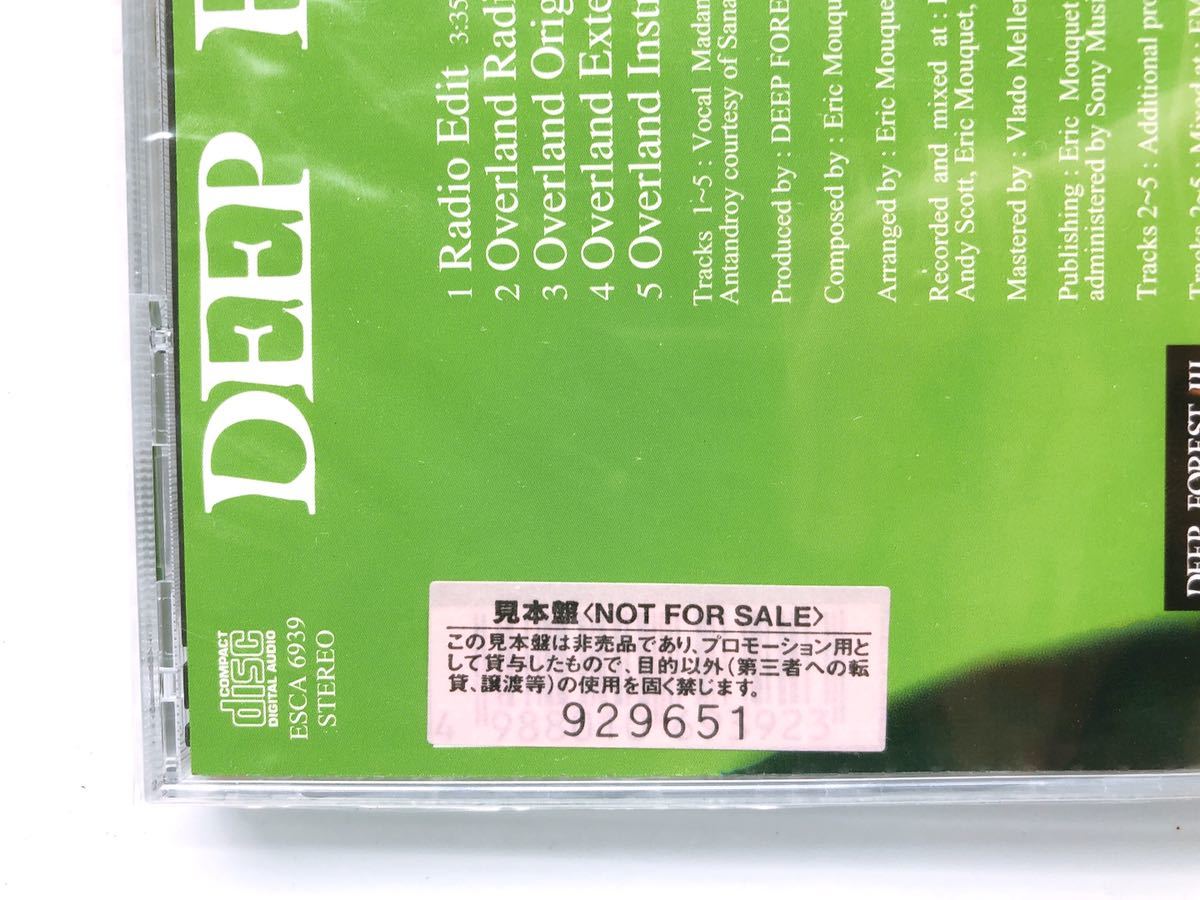 DEEP
1 Radio Edit 3:35
2 Overland Radi
3 Overland Orig
4 Overland Exte
5 Overland Instr
Tracks 1~5 : Vocal Madan
Antandroy courtesy of Sana
Produced by : DEEP FORE
Composed by : Eric Mouqu
Arranged by : Eric Mouque
Recorded and mixed at :
Andy Scott, Eric Mouquet,
Mastered by : Vlado Meller
Publishing : Eric Mouquet
administered by Sony Musi
Tracks 2~5 : Additional pro
DEEP FOREST III
COMPACT
disc
DIGITAL AUDIO
ESCA 6939
STEREO
見本盤〈NOT FOR SALE〉
この見本盤は非売品であり、プロモーション用と
して貸与したもので、目的以外(第三者への転
貸、譲渡等)の使用を固く禁じます。
929651
4 988 923